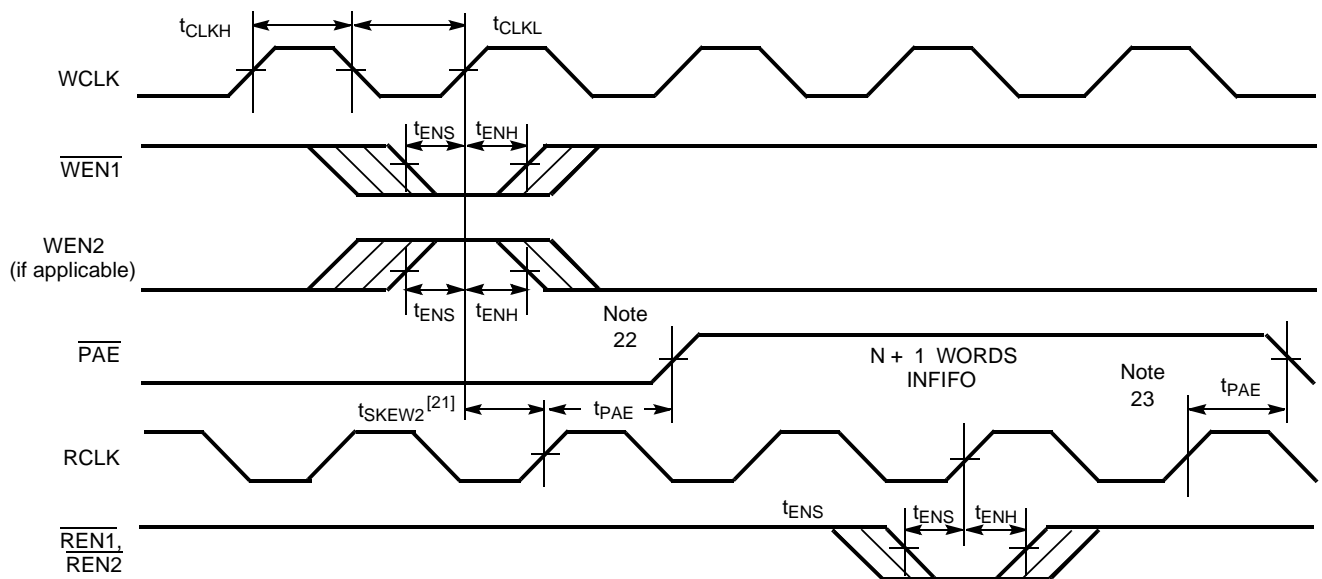 tCLKH
tCLKL
WCLK
tENS
tENH
WEN1
WEN2
(if applicable)
tENS
tENH
Note
22
PAE
N + 1 WORDS
INFIFO
Note
23
tSKEW2[21]
tPAE
tPAE
RCLK
tENS
tENS
tENH
REN1,
REN2